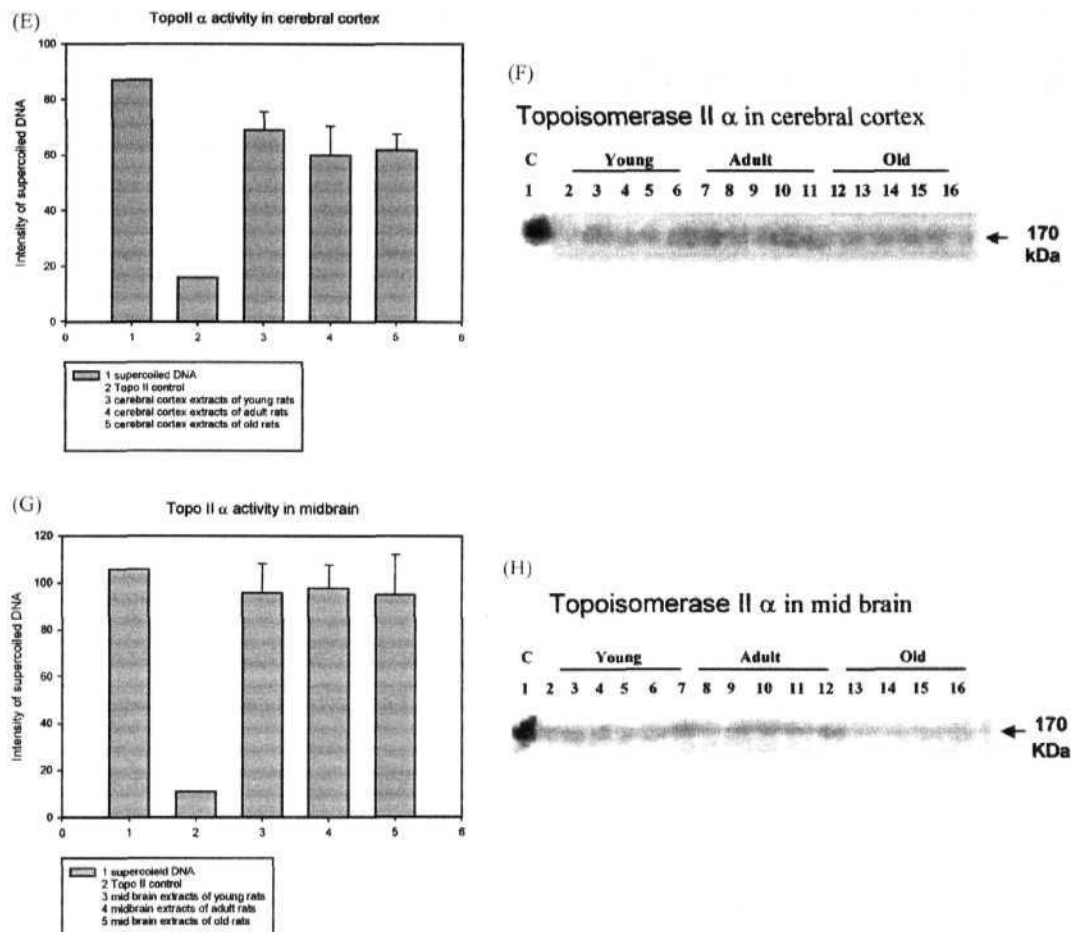 (E)
TopoII α activity in cerebral cortex
100
80
60
40
20
0
Intensity of supercoiled DNA
0 1 2 3 4 5 6
1 supercoiled DNA
2 Topo II control
3 cerebral cortex extracts of young rats
4 cerebral cortex extracts of adult rats
5 cerebral cortex extracts of old rats
(F)
Topoisomerase II α in cerebral cortex
C Young Adult Old
1 2 3 4 5 6 7 8 9 10 11 12 13 14 15 16
170
kDa
(G)
Topo II α activity in midbrain
120
100
80
60
40
20
0
Intensity of supercoiled DNA
0 1 2 3 4 5 6
1 supercoield DNA
2 Topo II control
3 mid brain extracts of young rats
4 midbrain extracts of adult rats
5 mid brain extracts of old rats
(H)
Topoisomerase II α in mid brain
C Young Adult Old
1 2 3 4 5 6 7 8 9 10 11 12 13 14 15 16
170
KDa